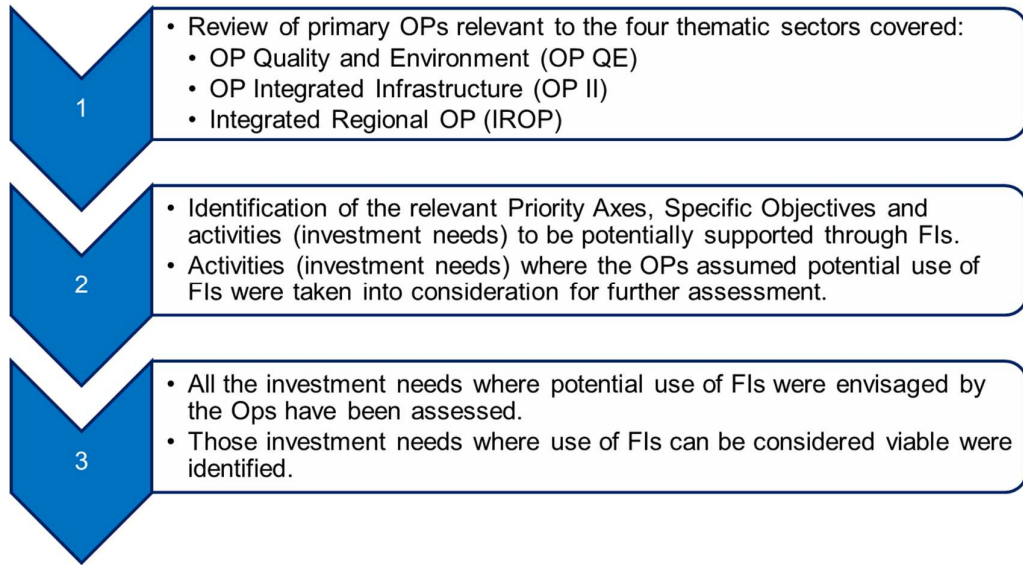 1
• Review of primary OPs relevant to the four thematic sectors covered:
• OP Quality and Environment (OP QE)
• OP Integrated Infrastructure (OP II)
• Integrated Regional OP (IROP)
2
• Identification of the relevant Priority Axes, Specific Objectives and
activities (investment needs) to be potentially supported through FIs.
• Activities (investment needs) where the OPs assumed potential use of
FIs were taken into consideration for further assessment.
3
• All the investment needs where potential use of FIs were envisaged by
the Ops have been assessed.
• Those investment needs where use of FIs can be considered viable were
identified.